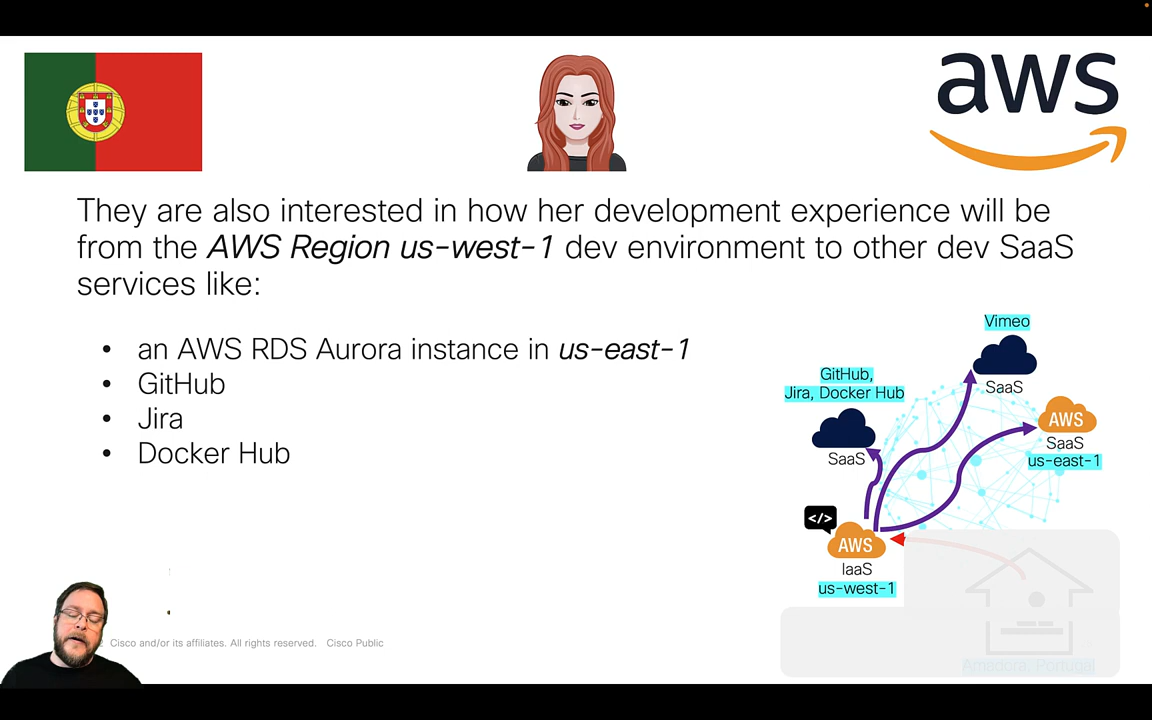 aws
They are also interested in how her development experience will be
from the AWS Region us-west-1 dev environment to other dev SaaS
services like:
• an AWS RDS Aurora instance in us-east-1
• GitHub
• Jira
• Docker Hub
Vimeo
SaaS
GitHub,
Jira, Docker Hub
SaaS
AWS
SaaS
us-east-1
</>
AWS
IaaS
us-west-1
Amadora, Portugal
2 Cisco and/or its affiliates. All rights reserved. Cisco Public